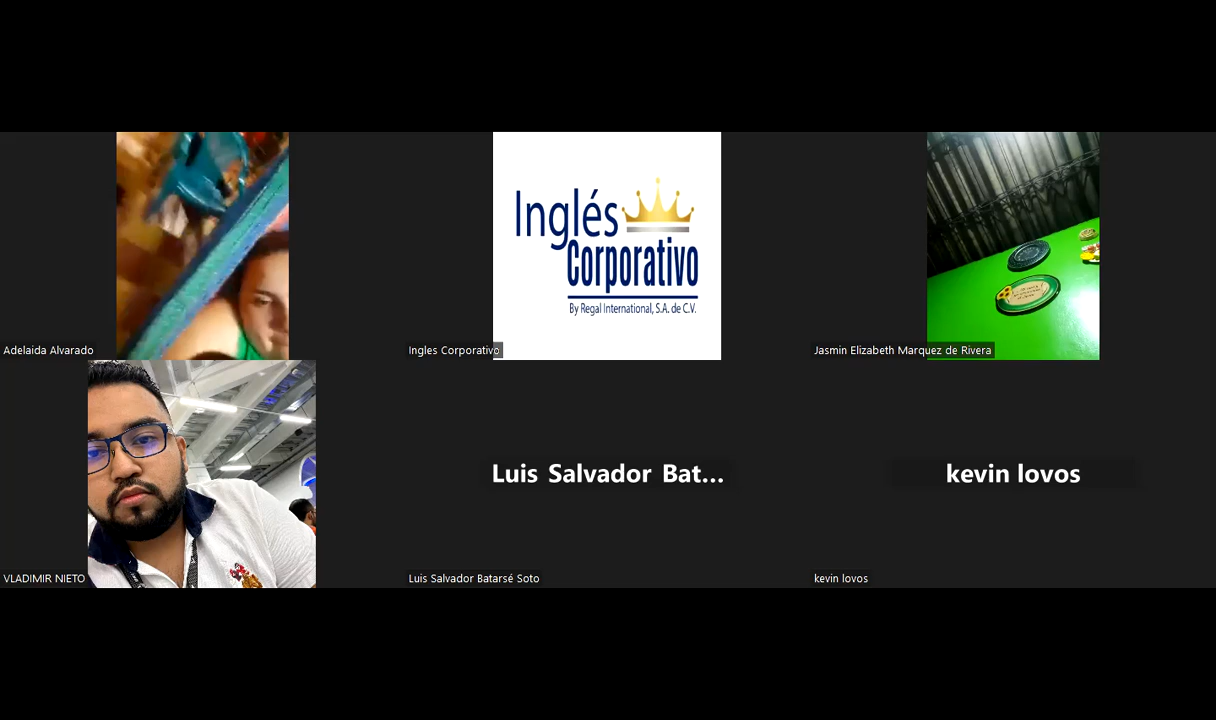 Inglés
Corporativo
By Regal International, S.A. de C.V.
Adelaida Alvarado
Ingles Corporativo
Jasmin Elizabeth Marquez de Rivera
Luis Salvador Bat...
kevin lovos
VLADIMIR NIETO
Luis Salvador Batarsé Soto
kevin lovos